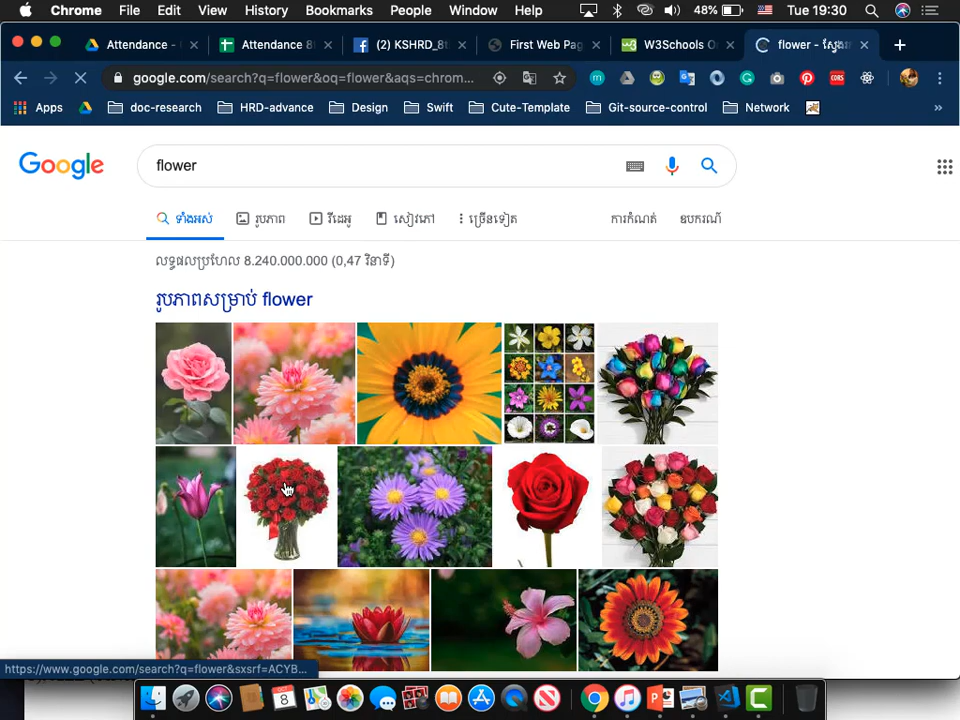 Chrome File Edit View History Bookmarks People Window Help 48% Tue 19:30
Attendance - Attendance 8 (2) KSHRD_8t First Web Pag W3Schools O flower - ស្វែងរ
google.com/search?q=flower&oq=flower&aqs=chrom...
Apps doc-research HRD-advance Design Swift Cute-Template Git-source-control Network »
Google flower
ទាំងអស់ រូបភាព វីដេអូ សៀវភៅ ច្រើនទៀត ការកំណត់ ឧបករណ៍
លទ្ធផលប្រហែល 8.240.000.000 (0,47 វិនាទី)
រូបភាពសម្រាប់ flower
https://www.google.com/search?q=flower&sxsrf=ACYB...